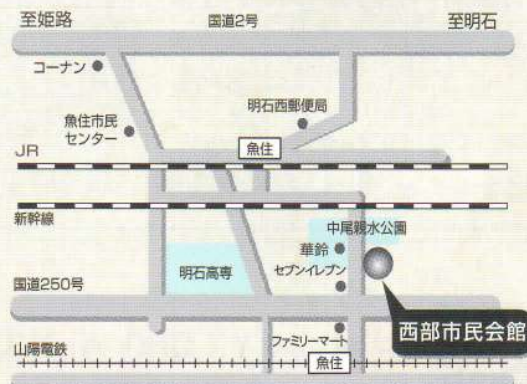 至姫路
国道2号
至明石
コーナン
明石西郵便局
魚住市民
センター
魚住
JR
新幹線
中尾親水公園
華鈴
明石高専
セブンイレブン
国道250号
西部市民会館
ファミリーマート
山陽電鉄
魚住